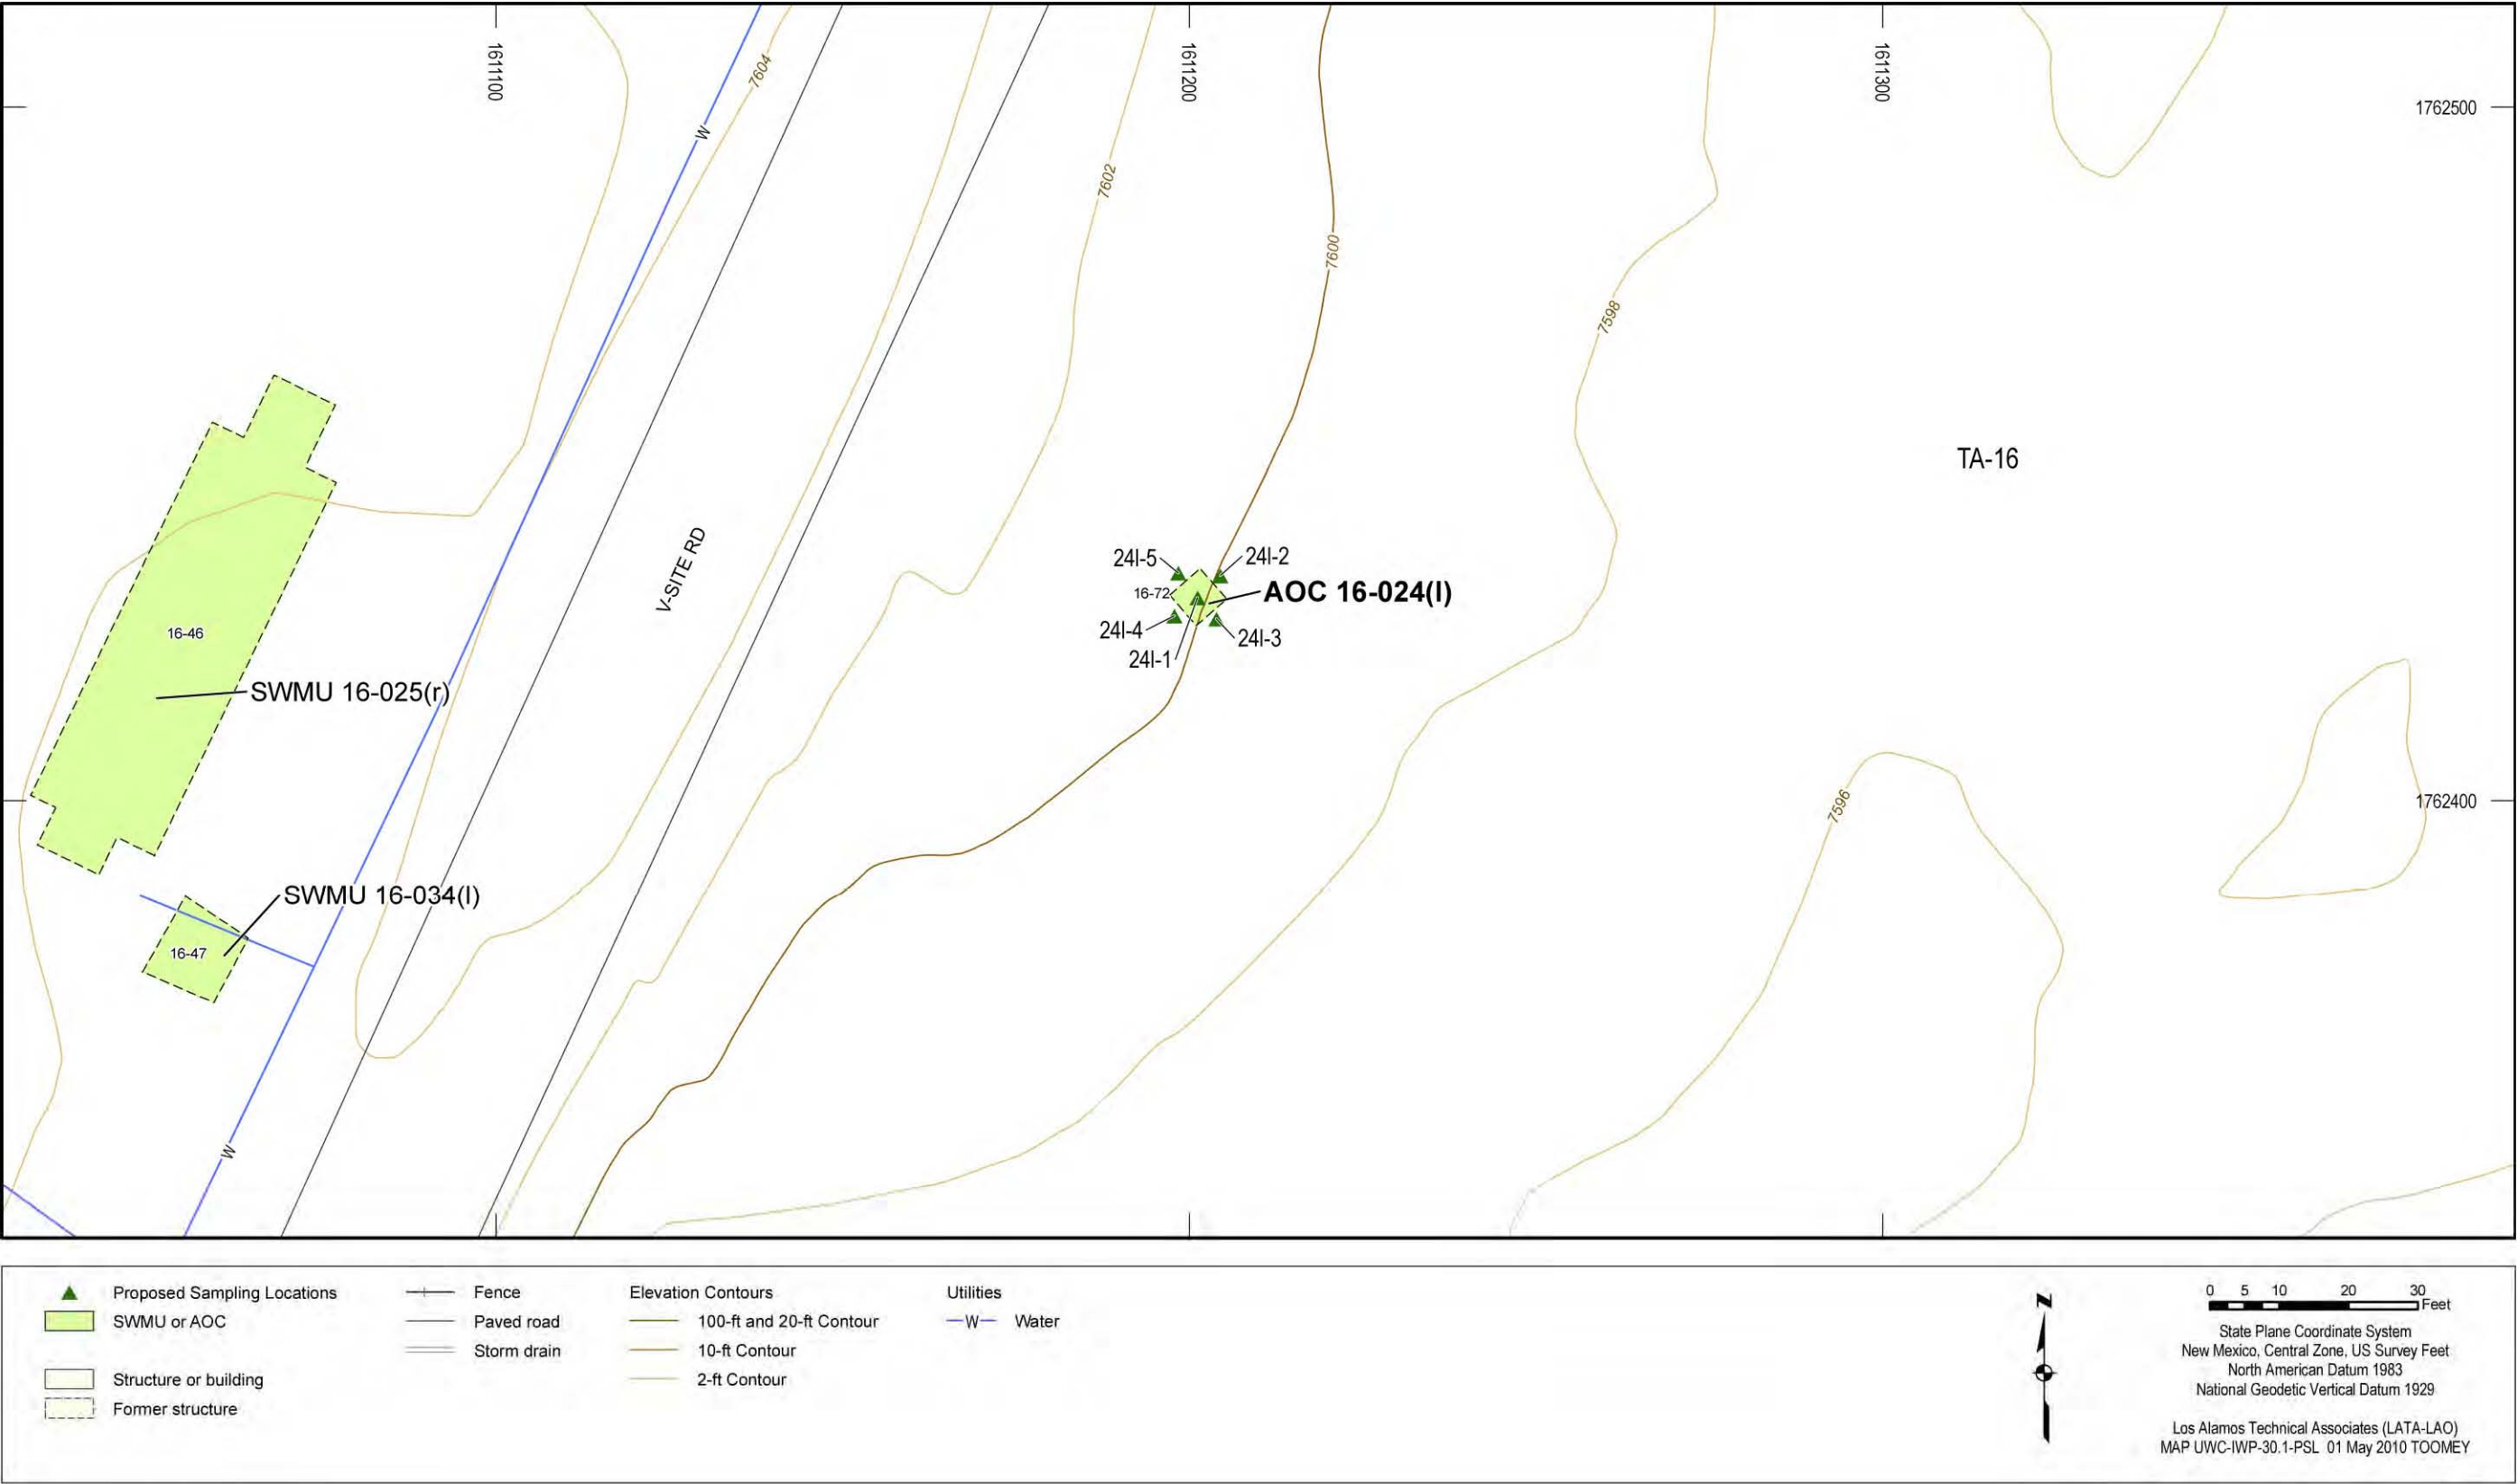 1611100
1611200
1611300
1762500
7604
W
7602
7600
7598
TA-16
V-SITE RD
24l-5
24l-2
16-72
AOC 16-024(l)
24l-4
24l-3
24l-1
16-46
SWMU 16-025(r)
7596
1762400
SWMU 16-034(l)
16-47
W
Proposed Sampling Locations
SWMU or AOC
Structure or building
Former structure
Fence
Paved road
Storm drain
Elevation Contours
100-ft and 20-ft Contour
10-ft Contour
2-ft Contour
Utilities
W Water
N
0 5 10 20 30
Feet
State Plane Coordinate System
New Mexico, Central Zone, US Survey Feet
North American Datum 1983
National Geodetic Vertical Datum 1929
Los Alamos Technical Associates (LATA-LAO)
MAP UWC-IWP-30.1-PSL 01 May 2010 TOOMEY